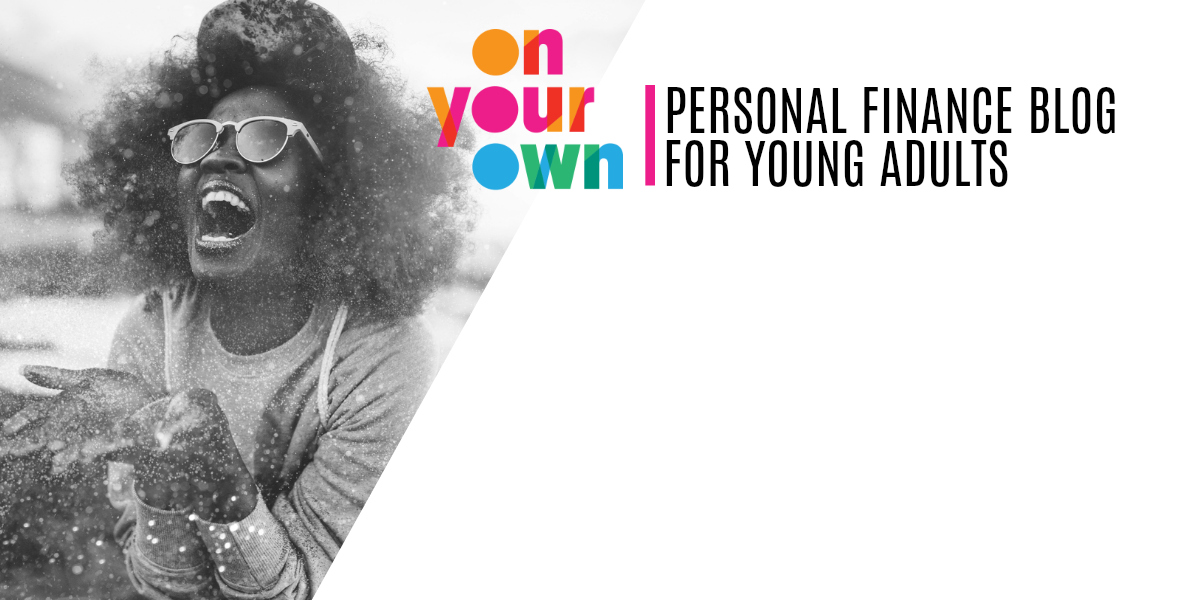 on
your
own
PERSONAL FINANCE BLOG
FOR YOUNG ADULTS